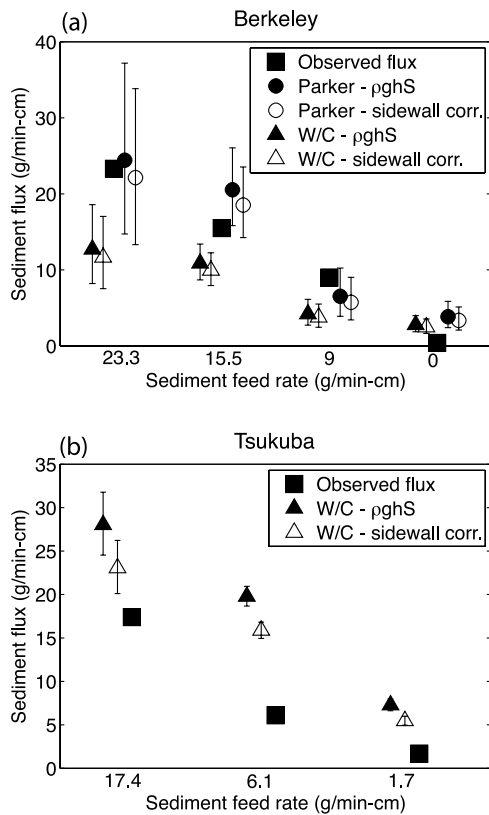 (a)
Berkeley
40
30
20
10
0
Sediment flux (g/min-cm)
Observed flux
Parker - ρghS
Parker - sidewall corr.
W/C - ρghS
W/C - sidewall corr.
23.3 15.5 9 0
Sediment feed rate (g/min-cm)
(b)
Tsukuba
35
30
25
20
15
10
5
0
Sediment flux (g/min-cm)
Observed flux
W/C - ρghS
W/C - sidewall corr.
17.4 6.1 1.7
Sediment feed rate (g/min-cm)